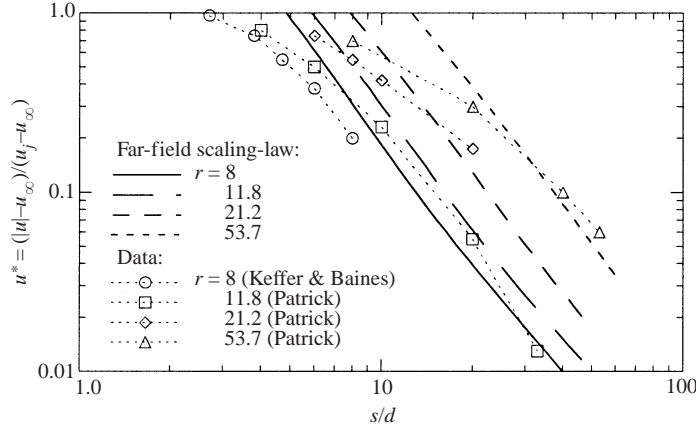 1.0
0.1
0.01
u* = (|u|–u∞)/(uj–u∞)
Far-field scaling-law:
r = 8
11.8
21.2
53.7
Data:
r = 8 (Keffer & Baines)
11.8 (Patrick)
21.2 (Patrick)
53.7 (Patrick)
1.0 10 100
s/d